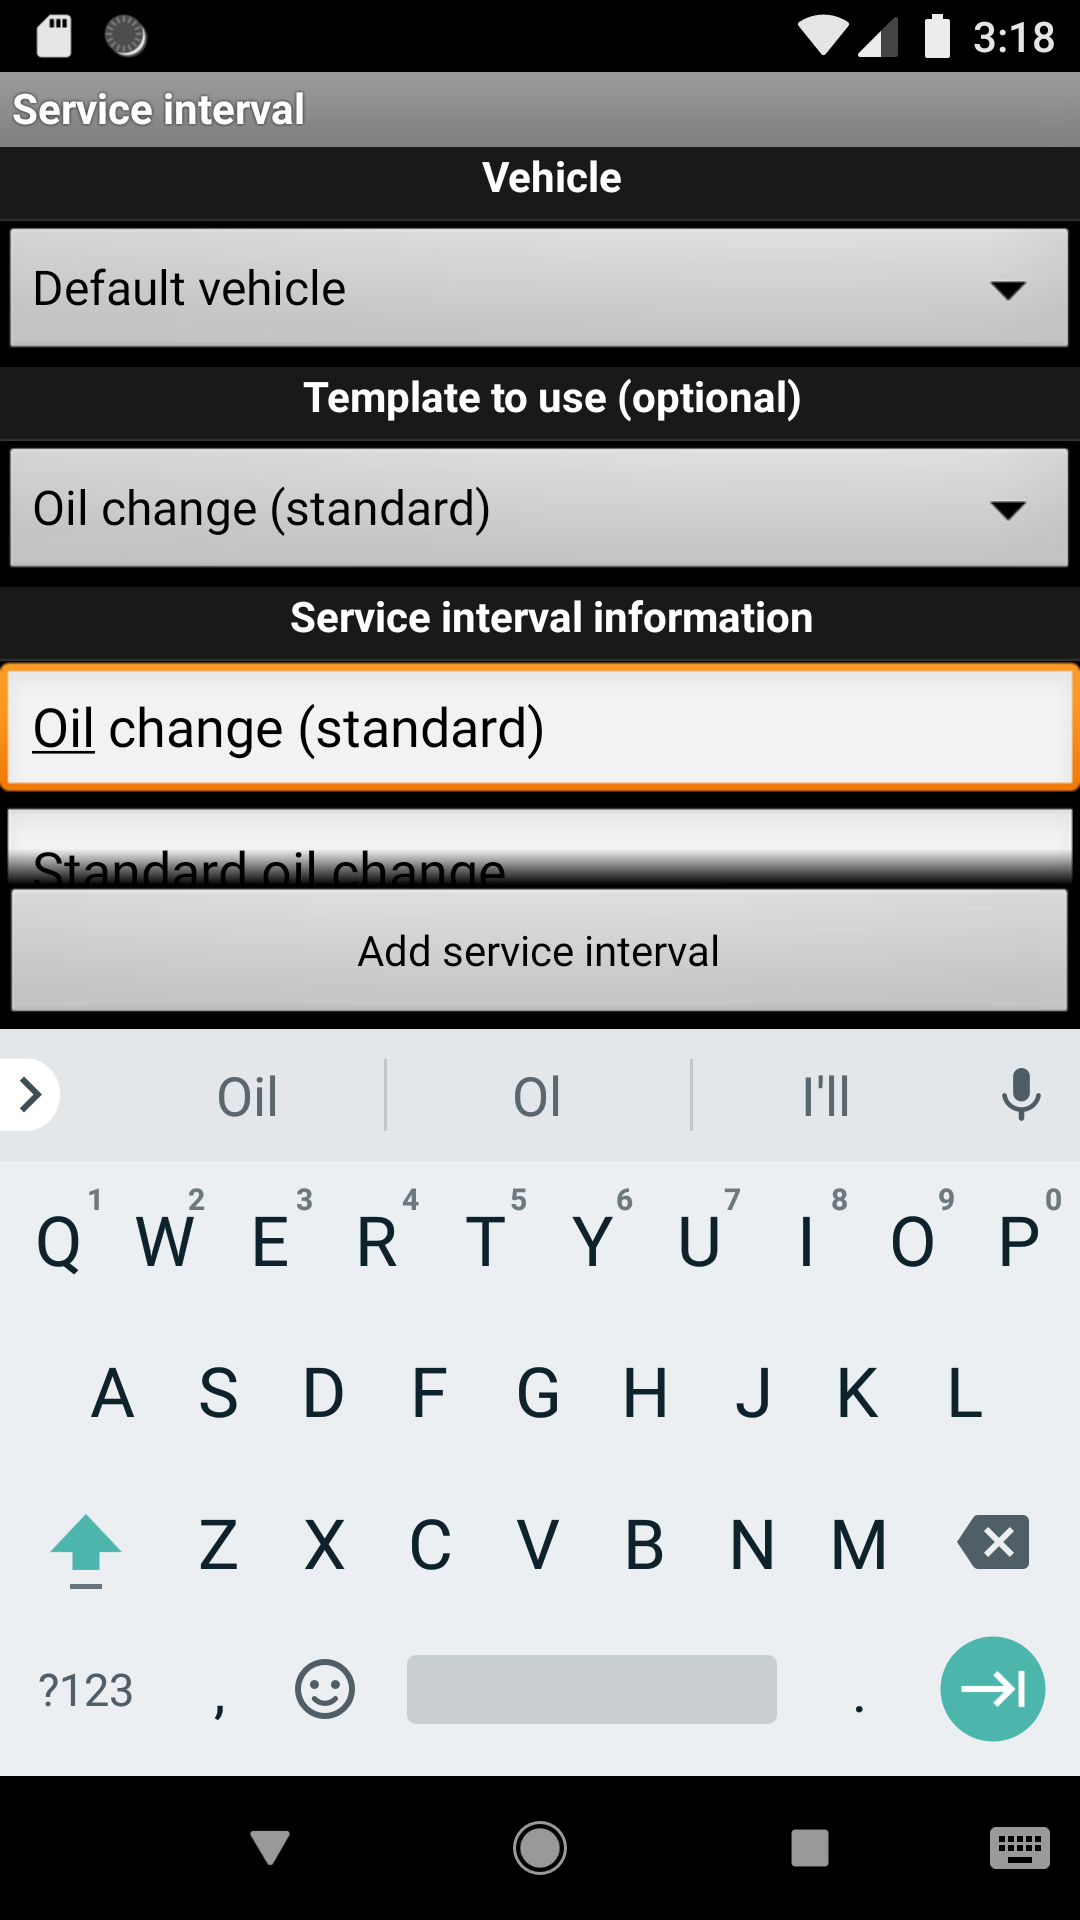 3:18
Service interval
Vehicle
Default vehicle
Template to use (optional)
Oil change (standard)
Service interval information
Oil change (standard)
Standard oil change
Add service interval
Oil Ol I'll
1 2 3 4 5 6 7 8 9 0
Q W E R T Y U I O P
A S D F G H J K L
Z X C V B N M
?123 , .